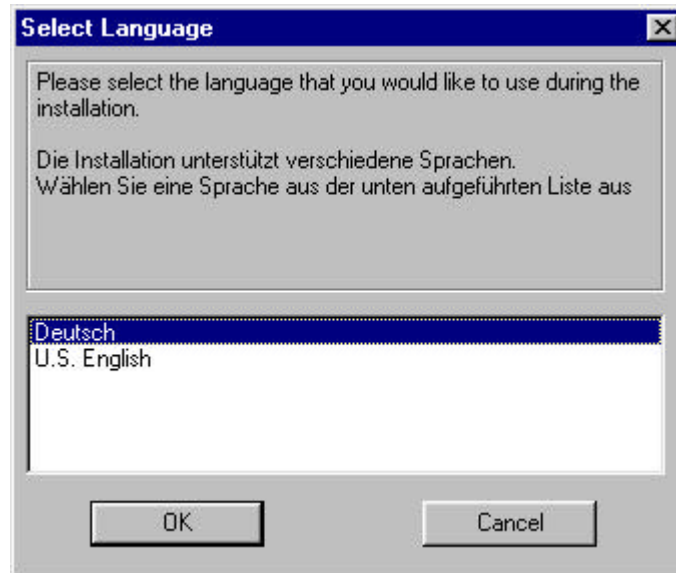 Select Language
Please select the language that you would like to use during the
installation.
Die Installation unterstützt verschiedene Sprachen.
Wählen Sie eine Sprache aus der unten aufgeführten Liste aus
Deutsch
U.S. English
OK
Cancel